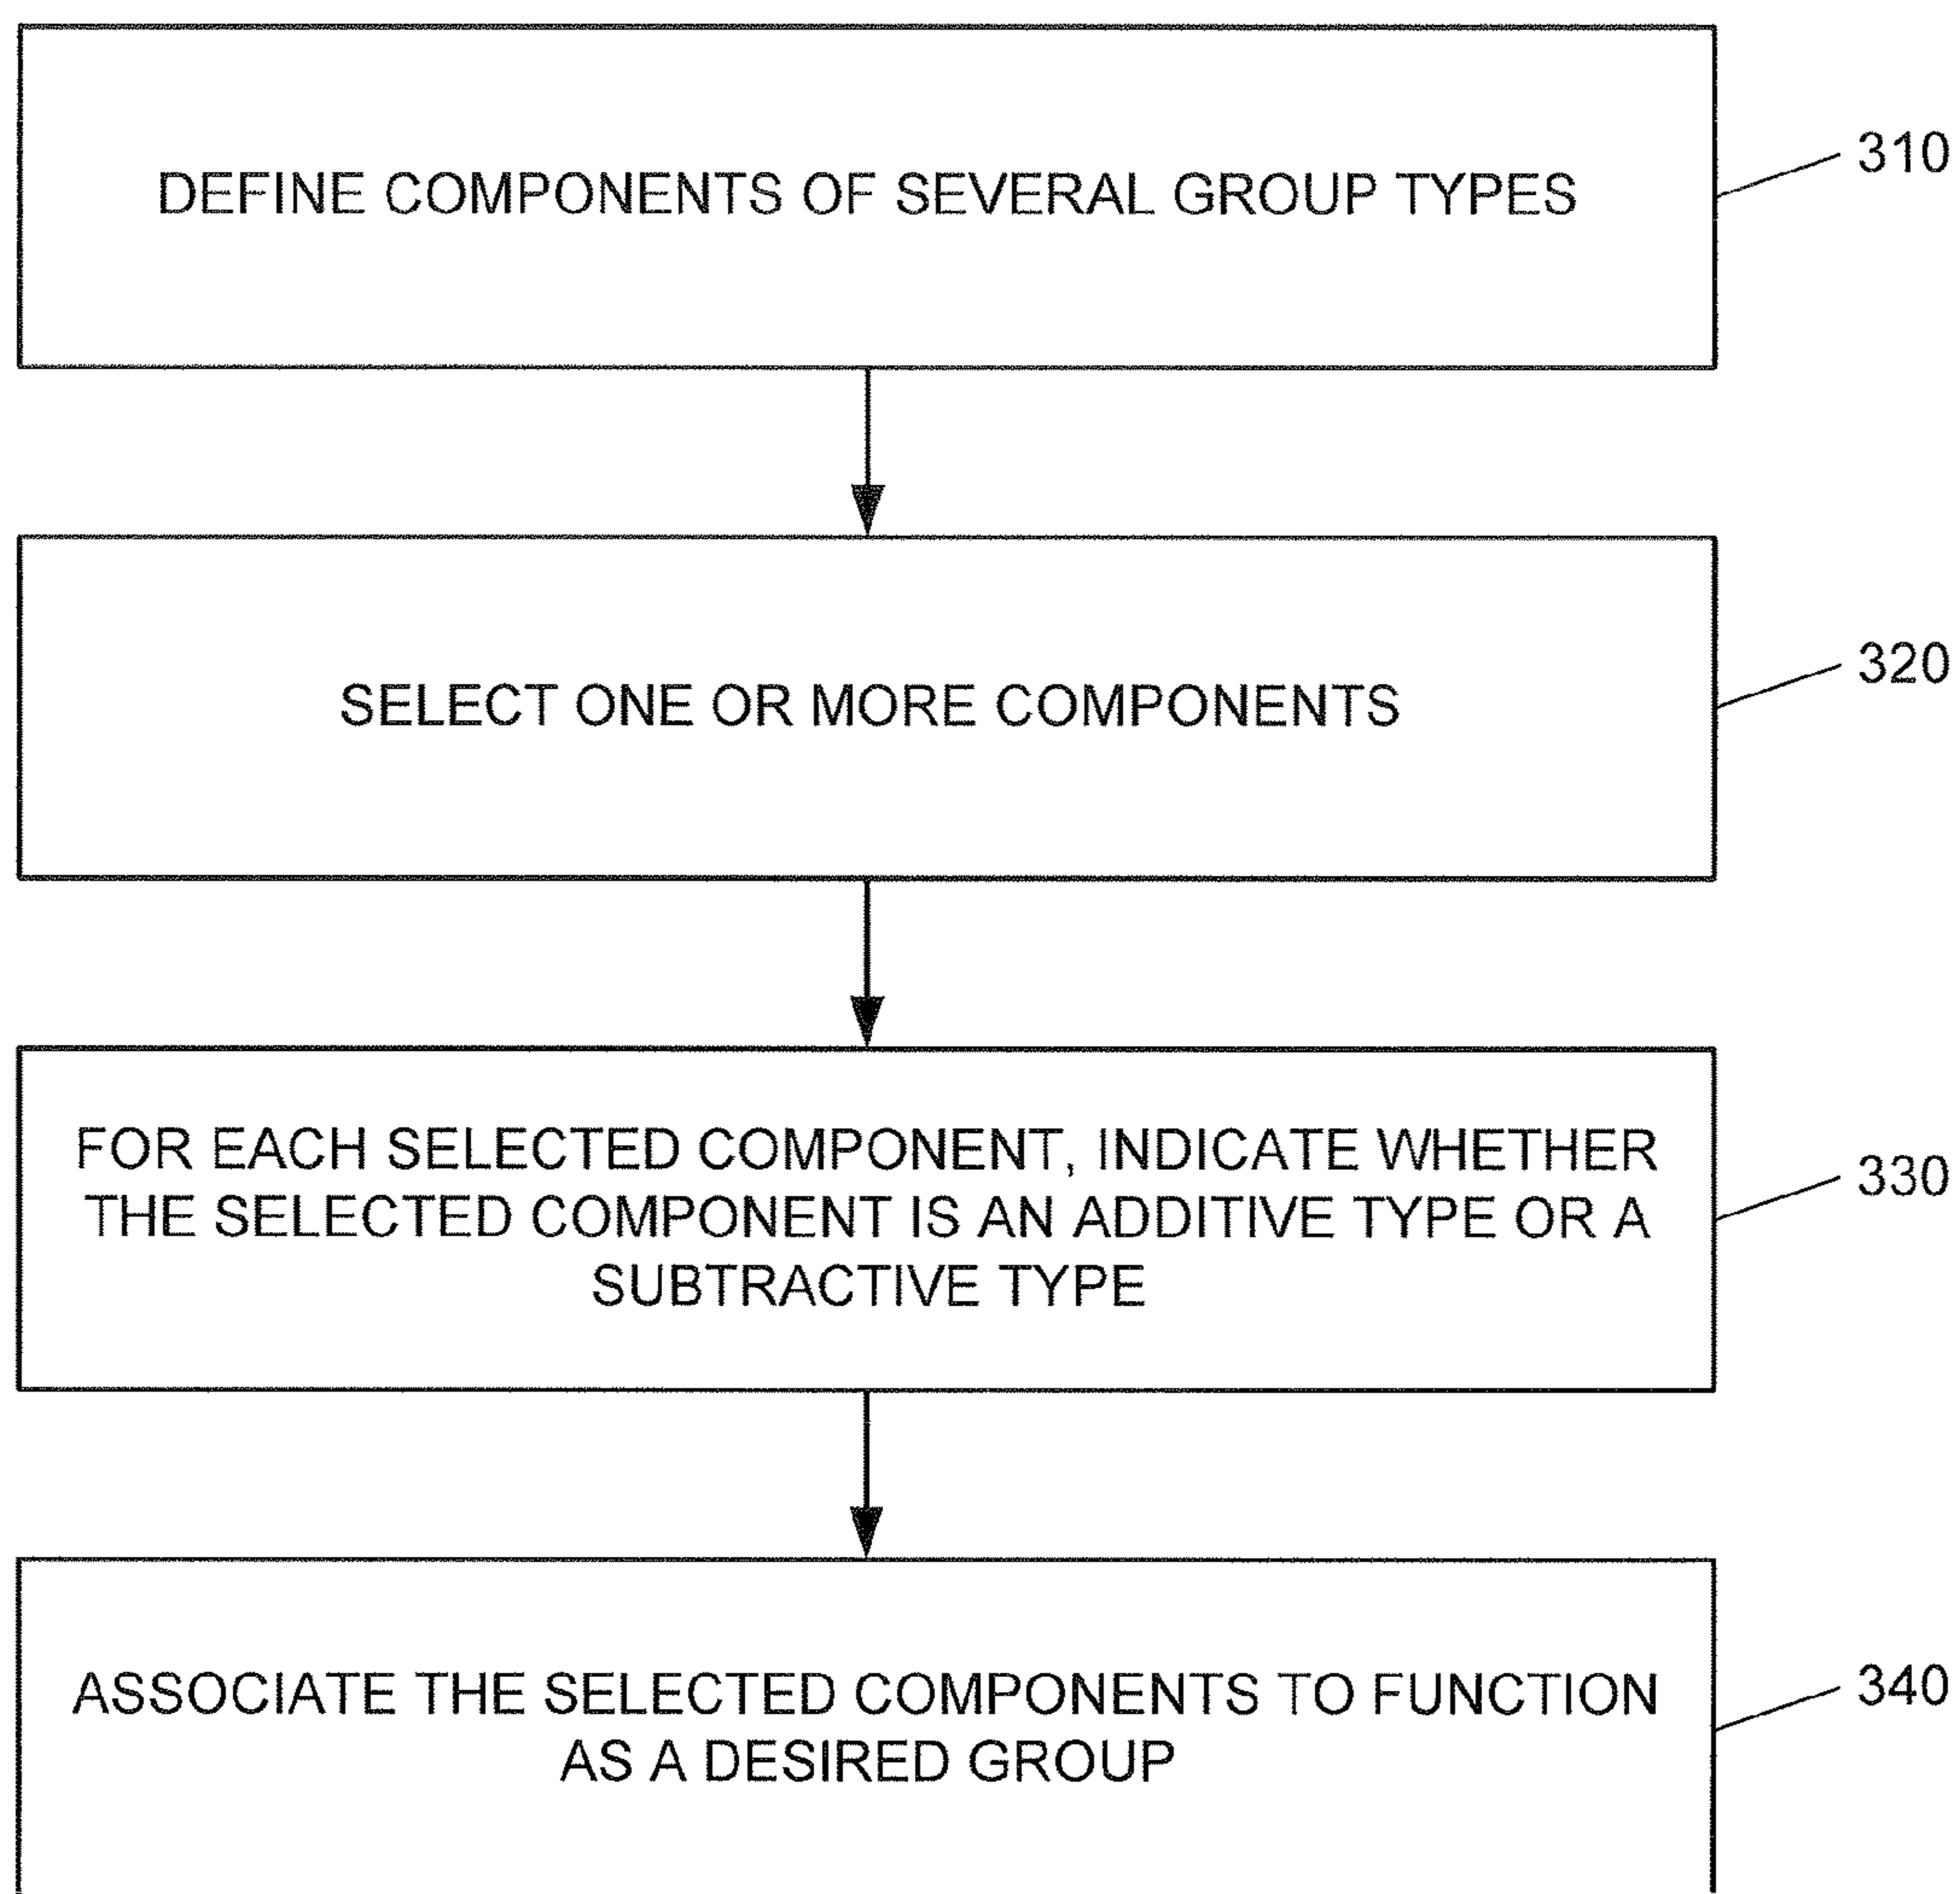 DEFINE COMPONENTS OF SEVERAL GROUP TYPES
310
SELECT ONE OR MORE COMPONENTS
320
FOR EACH SELECTED COMPONENT, INDICATE WHETHER
THE SELECTED COMPONENT IS AN ADDITIVE TYPE OR A
SUBTRACTIVE TYPE
330
ASSOCIATE THE SELECTED COMPONENTS TO FUNCTION
AS A DESIRED GROUP
340